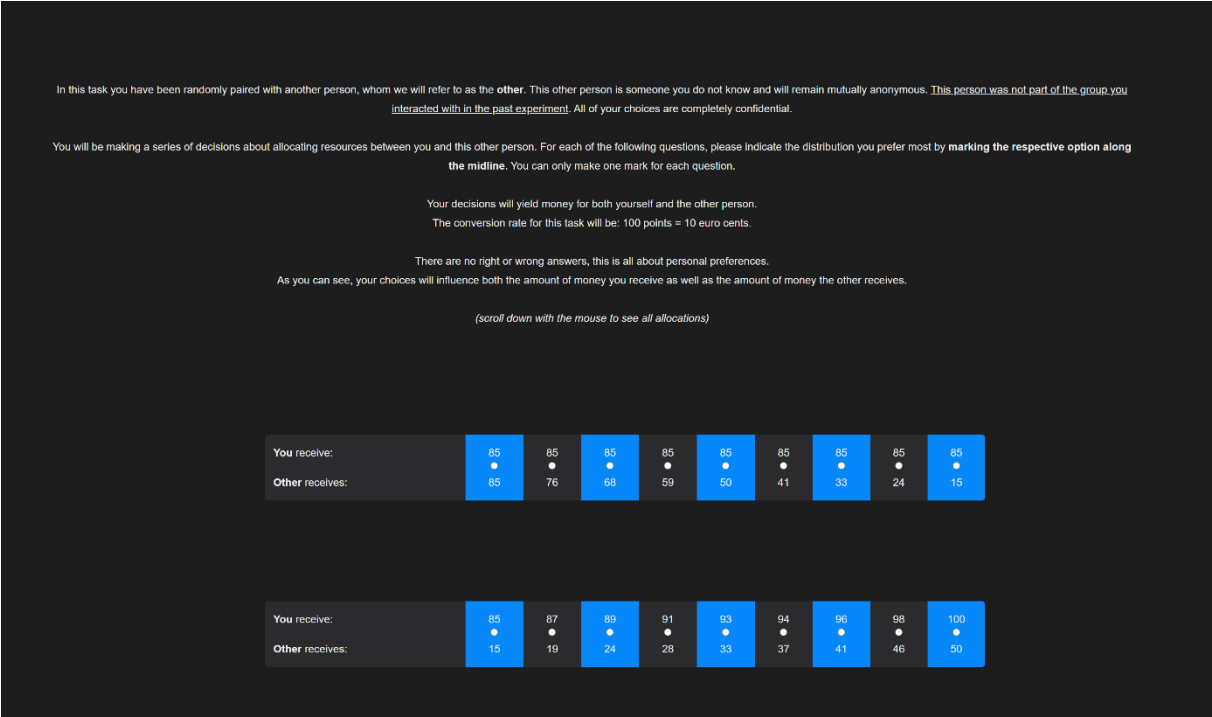 In this task you have been randomly paired with another person, whom we will refer to as the other. This other person is someone you do not know and will remain mutually anonymous. This person was not part of the group you
interacted with in the past experiment. All of your choices are completely confidential.
You will be making a series of decisions about allocating resources between you and this other person. For each of the following questions, please indicate the distribution you prefer most by marking the respective option along
the midline. You can only make one mark for each question.
Your decisions will yield money for both yourself and the other person.
The conversion rate for this task will be: 100 points = 10 euro cents.
There are no right or wrong answers, this is all about personal preferences.
As you can see, your choices will influence both the amount of money you receive as well as the amount of money the other receives.
(scroll down with the mouse to see all allocations)
You receive: 85 85 85 85 85 85 85 85 85
Other receives: 85 76 68 59 50 41 33 24 15
You receive: 85 87 89 91 93 94 96 98 100
Other receives: 15 19 24 28 33 37 41 46 50